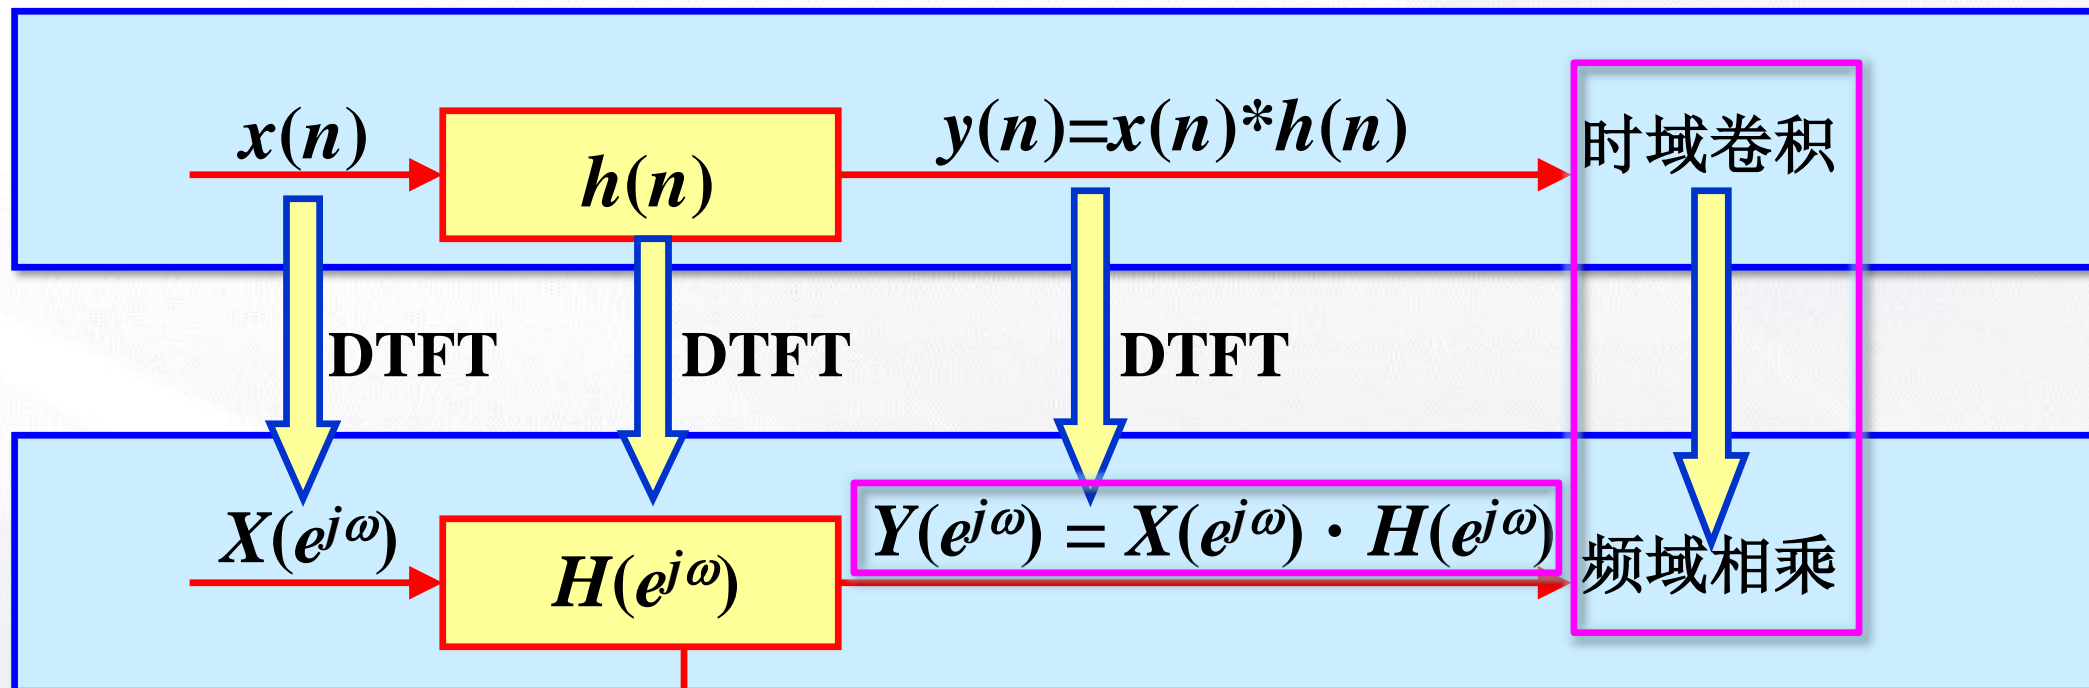 x(n)
h(n)
y(n)=x(n)*h(n)
时域卷积
DTFT
DTFT
DTFT
X(e^{jω})
H(e^{jω})
Y(e^{jω}) = X(e^{jω}) · H(e^{jω})
频域相乘